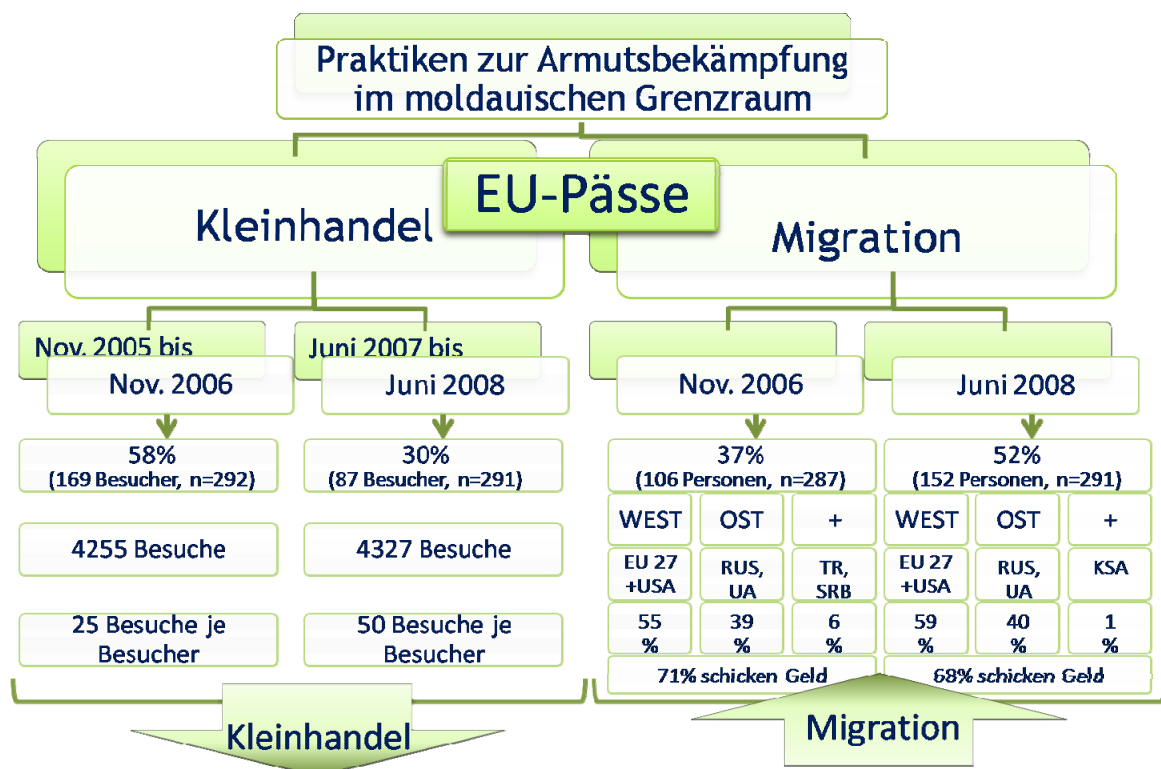 Praktiken zur Armutsbekämpfung
im moldauischen Grenzraum
EU-Pässe
Kleinhandel
Migration
Nov. 2005 bis
Nov. 2006
Juni 2007 bis
Juni 2008
Nov. 2006
Juni 2008
58%
(169 Besucher, n=292)
30%
(87 Besucher, n=291)
37%
(106 Personen, n=287)
52%
(152 Personen, n=291)
4255 Besuche
4327 Besuche
25 Besuche je
Besucher
50 Besuche je
Besucher
WEST
OST
+
WEST
OST
+
EU 27
+USA
RUS,
UA
TR,
SRB
EU 27
+USA
RUS,
UA
KSA
55
%
39
%
6
%
59
%
40
%
1
%
71% schicken Geld
68% schicken Geld
Kleinhandel
Migration